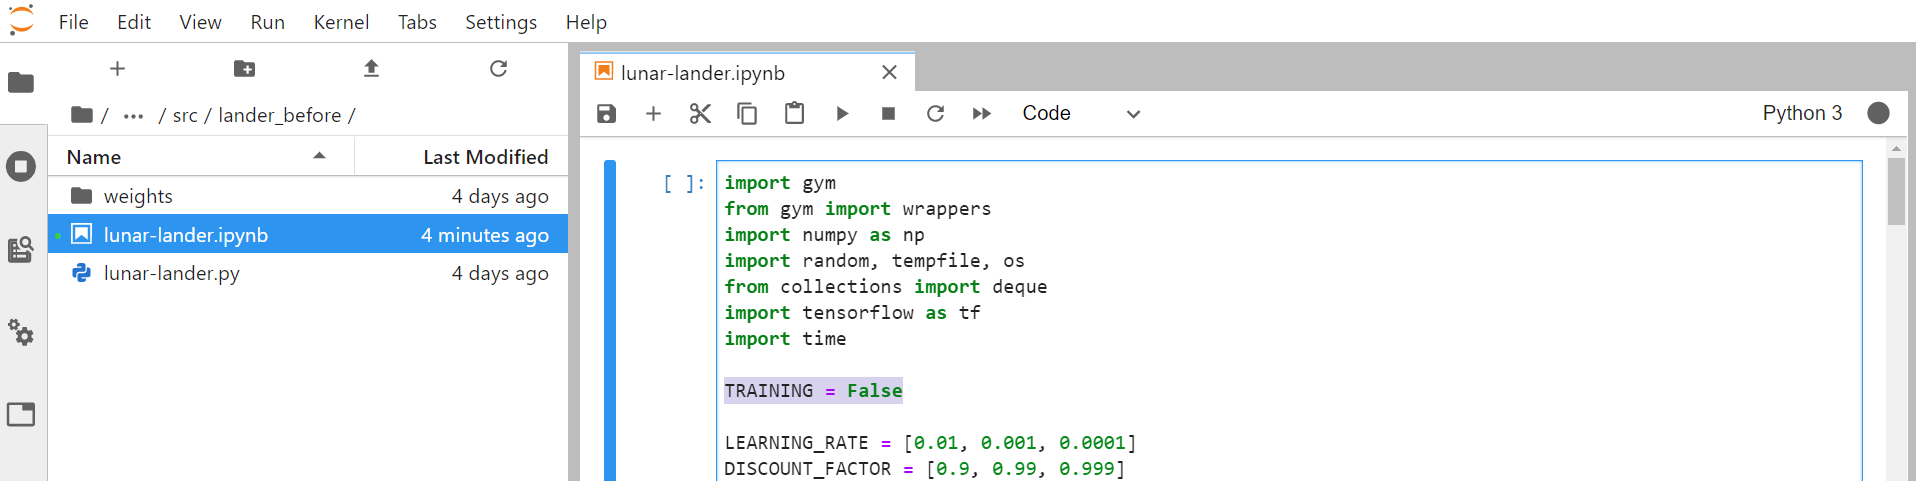 File Edit View Run Kernel Tabs Settings Help
/ ... / src / lander_before /
Name Last Modified
weights 4 days ago
lunar-lander.ipynb 4 minutes ago
lunar-lander.py 4 days ago
lunar-lander.ipynb
Code Python 3
[ ]: import gym
from gym import wrappers
import numpy as np
import random, tempfile, os
from collections import deque
import tensorflow as tf
import time
TRAINING = False
LEARNING_RATE = [0.01, 0.001, 0.0001]
DISCOUNT_FACTOR = [0.9, 0.99, 0.999]